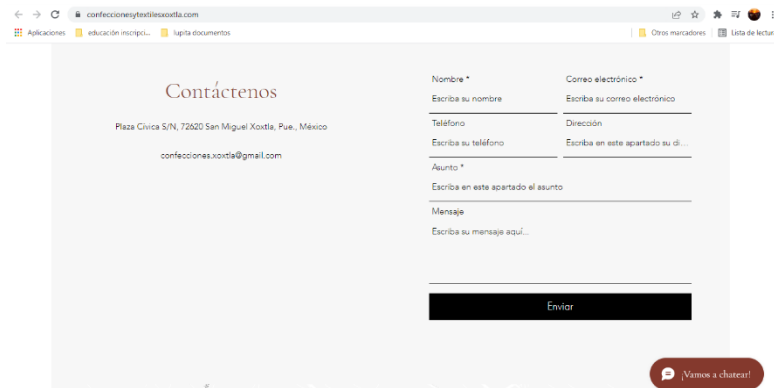 confeccionesytextilesxoxtla.com
Aplicaciones educación inscripci... lupita documentos Otros marcadores Lista de lectur
Contáctenos
Plaza Cívica S/N, 72620 San Miguel Xoxtla, Pue., México
confecciones.xoxtla@gmail.com
Nombre * Correo electrónico *
Escriba su nombre Escriba su correo electrónico
Teléfono Dirección
Escriba su teléfono Escriba en este apartado su di...
Asunto *
Escriba en este apartado el asunto
Mensaje
Escriba su mensaje aquí...
Enviar
¡Vamos a chatear!